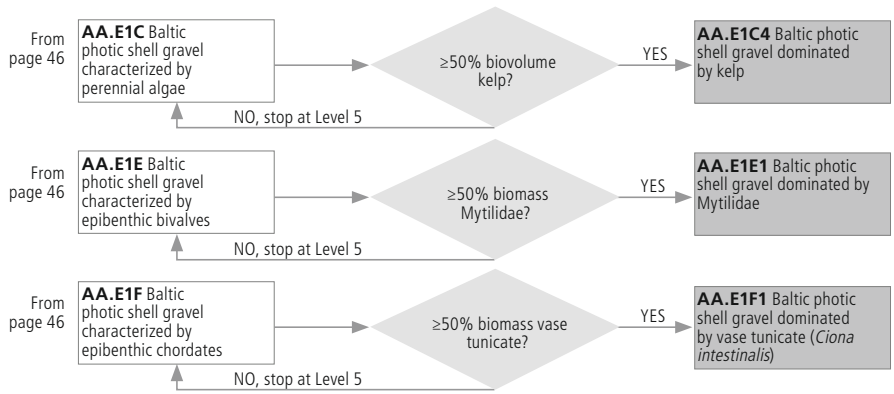 From
page 46
AA.E1C Baltic
photic shell gravel
characterized by
perennial algae
≥50% biovolume
kelp?
YES
AA.E1C4 Baltic photic
shell gravel dominated
by kelp
NO, stop at Level 5
From
page 46
AA.E1E Baltic
photic shell gravel
characterized by
epibenthic bivalves
≥50% biomass
Mytilidae?
YES
AA.E1E1 Baltic photic
shell gravel dominated by
Mytilidae
NO, stop at Level 5
From
page 46
AA.E1F Baltic
photic shell gravel
characterized by
epibenthic chordates
≥50% biomass vase
tunicate?
YES
AA.E1F1 Baltic photic
shell gravel dominated
by vase tunicate (Ciona
intestinalis)
NO, stop at Level 5